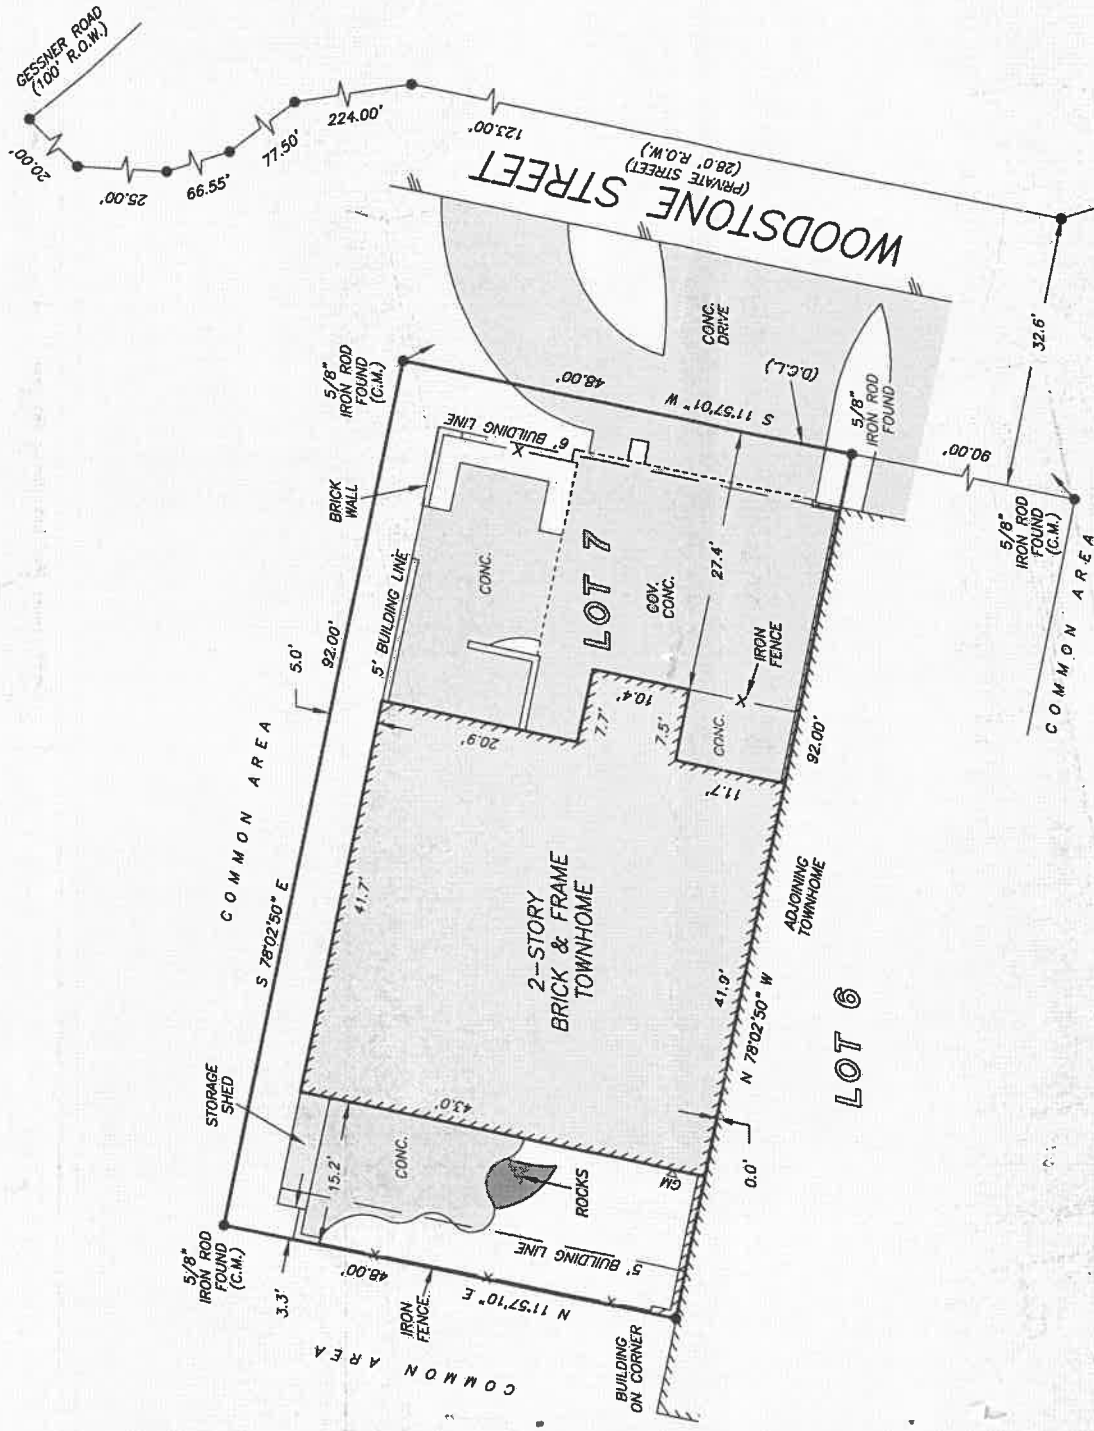 GESSNER ROAD
(100' R.O.W.)
20.00'
25.00'
66.55'
77.50'
224.00'
123.00'
WOODSTONE STREET
(PRIVATE STREET)
(28.0' R.O.W.)
32.6'
90.00'
5/8"
IRON ROD
FOUND
(C.M.)
COMMON AREA
5/8"
IRON ROD
FOUND
(C.M.)
48.00'
S 11°57'01" W
(D.C.L.)
CONC.
DRIVE
5/8"
IRON ROD
FOUND
6' BUILDING LINE
BRICK
WALL
5' BUILDING LINE
CONC.
LOT 7
COV.
CONC.
27.4'
IRON
FENCE
5.0'
92.00'
COMMON AREA
S 78°02'50" E
20.9'
7.7'
10.4'
7.5'
CONC.
11.7'
92.00'
41.7'
2-STORY
BRICK & FRAME
TOWNHOME
ADJOINING
TOWNHOME
41.9'
N 78°02'50" W
LOT 6
STORAGE
SHED
43.0'
15.2'
CONC.
ROCKS
GM
0.0'
5' BUILDING LINE
5/8"
IRON ROD
FOUND
(C.M.)
3.3'
48.00'
IRON
FENCE
N 11°57'10" E
COMMON AREA
BUILDING
ON CORNER